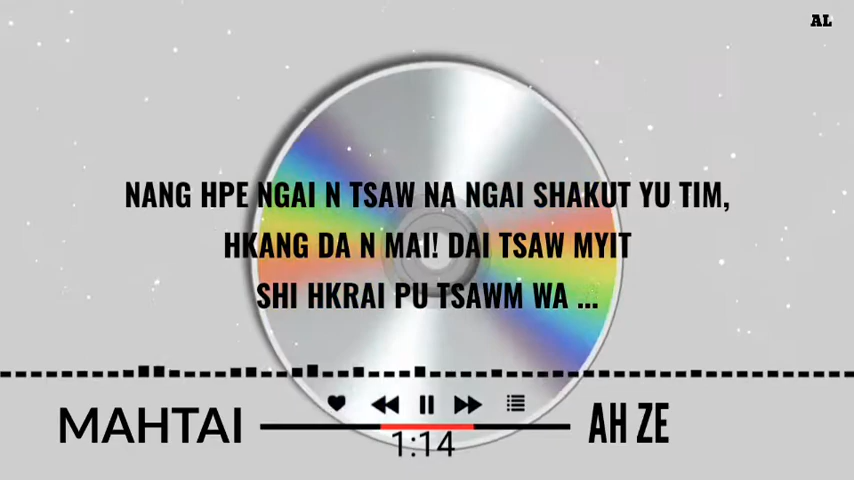 AL
NANG HPE NGAI N TSAW NA NGAI SHAKUT YU TIM,
HKANG DA N MAI! DAI TSAW MYIT
SHI HKRAI PU TSAWM WA ...
MAHTAI
1:14
AH ZE